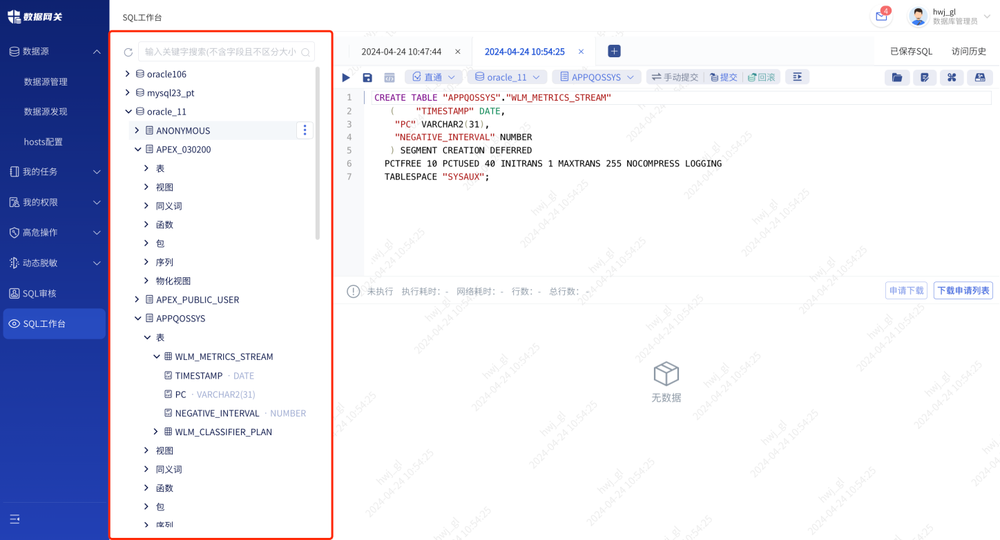 数据网关
数据源
数据源管理
数据源发现
hosts配置
我的任务
我的权限
高危操作
动态脱敏
SQL审核
SQL工作台
SQL工作台
4
hwj_gl
数据库管理员
输入关键字搜索(不含字段且不区分大小
oracle106
mysql23_pt
oracle_11
ANONYMOUS
APEX_030200
表
视图
同义词
函数
包
序列
物化视图
APEX_PUBLIC_USER
APPQOSSYS
表
WLM_METRICS_STREAM
TIMESTAMP · DATE
PC · VARCHAR2(31)
NEGATIVE_INTERVAL · NUMBER
WLM_CLASSIFIER_PLAN
视图
同义词
函数
包
序列
2024-04-24 10:47:44 × 2024-04-24 10:54:25 × +
已保存SQL 访问历史
直通 oracle_11 APPQOSSYS 手动提交 提交 回滚
1 CREATE TABLE "APPQOSSYS"."WLM_METRICS_STREAM"
2 ( "TIMESTAMP" DATE,
3 "PC" VARCHAR2(31),
4 "NEGATIVE_INTERVAL" NUMBER
5 ) SEGMENT CREATION DEFERRED
6 PCTFREE 10 PCTUSED 40 INITRANS 1 MAXTRANS 255 NOCOMPRESS LOGGING
7 TABLESPACE "SYSAUX";
未执行 执行耗时：- 网络耗时：- 行数：- 总行数：-
申请下载 下载申请列表
无数据
hwj_gl
2024-04-24 10:54:25